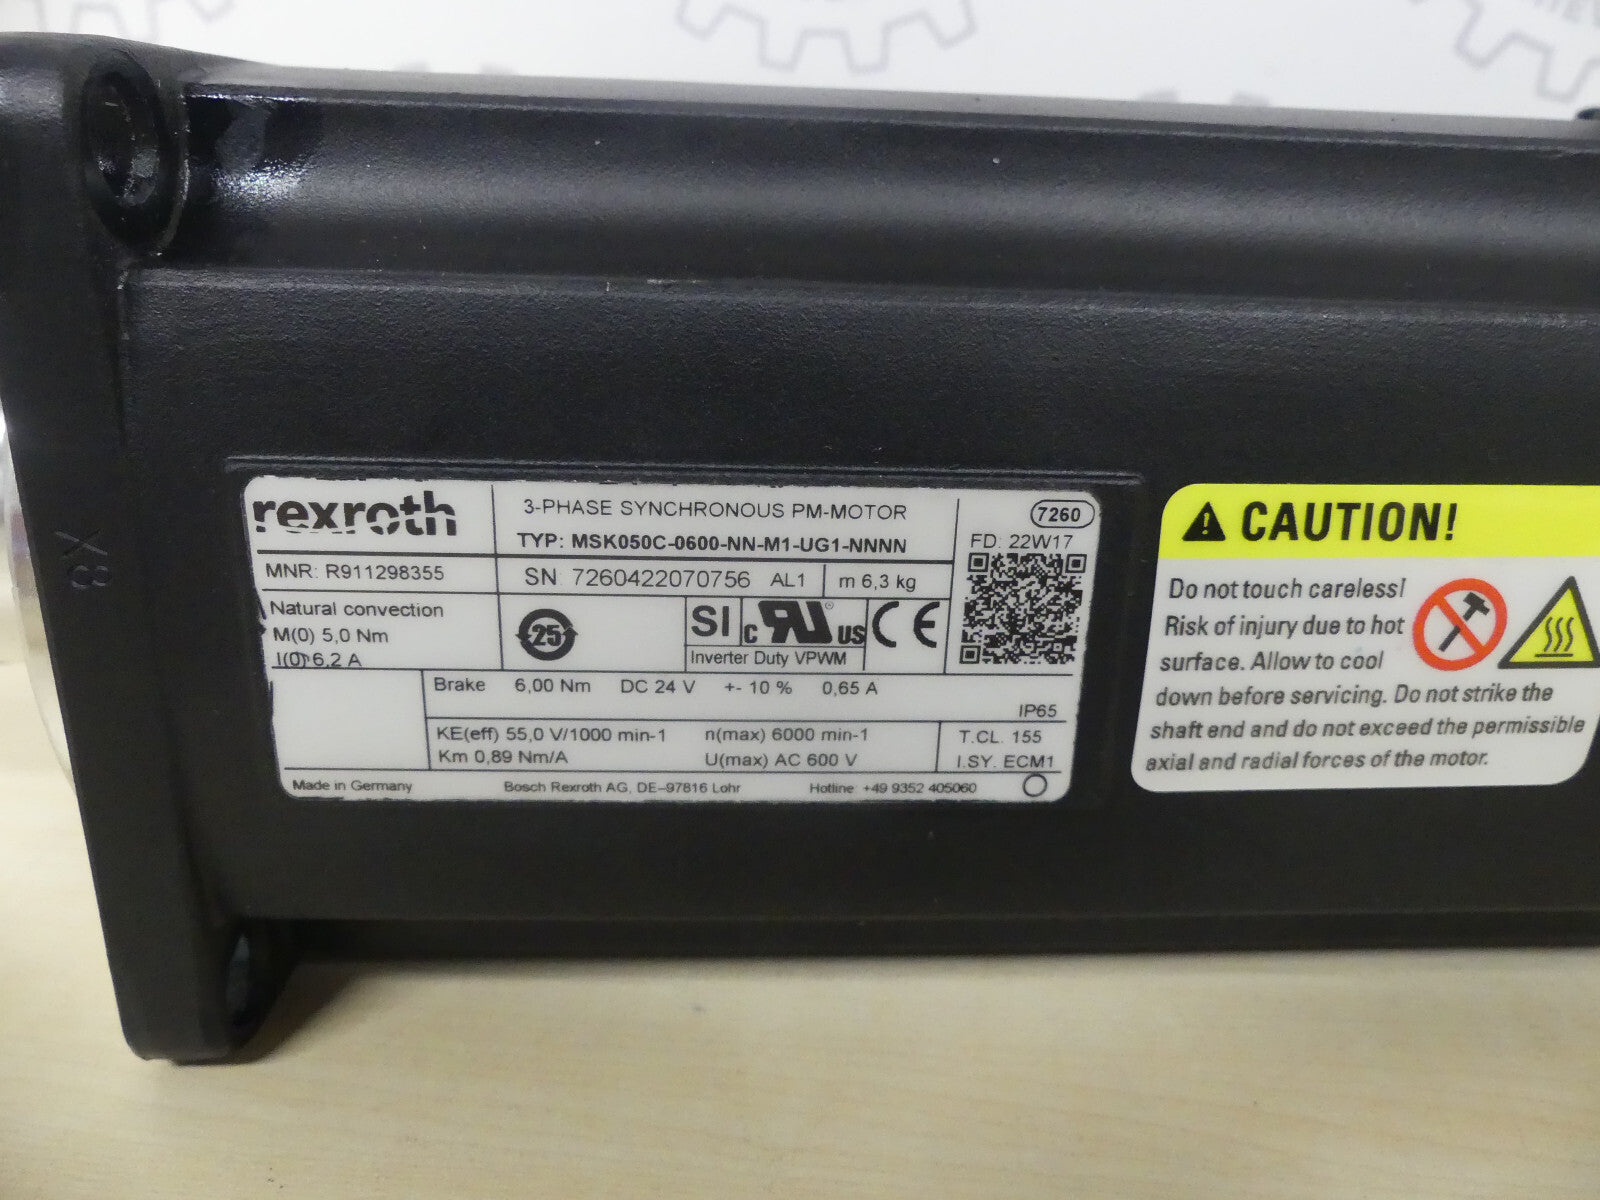 rexroth
3-PHASE SYNCHRONOUS PM-MOTOR
7260
TYP: MSK050C-0600-NN-M1-UG1-NNNN
FD: 22W17
MNR: R911298355
SN: 7260422070756 AL1
m 6,3 kg
Natural convection
M(0) 5,0 Nm
I(0) 6,2 A
25
SI
c RU ® US
CE
Inverter Duty VPWM
Brake 6,00 Nm DC 24 V +- 10 % 0,65 A
IP65
KE(eff) 55,0 V/1000 min-1
n(max) 6000 min-1
T.CL. 155
Km 0,89 Nm/A
U(max) AC 600 V
I.SY. ECM1
Made in Germany
Bosch Rexroth AG, DE-97816 Lohr
Hotline: +49 9352 405060
CAUTION!
Do not touch careless!
Risk of injury due to hot
surface. Allow to cool
down before servicing. Do not strike the
shaft end and do not exceed the permissible
axial and radial forces of the motor.